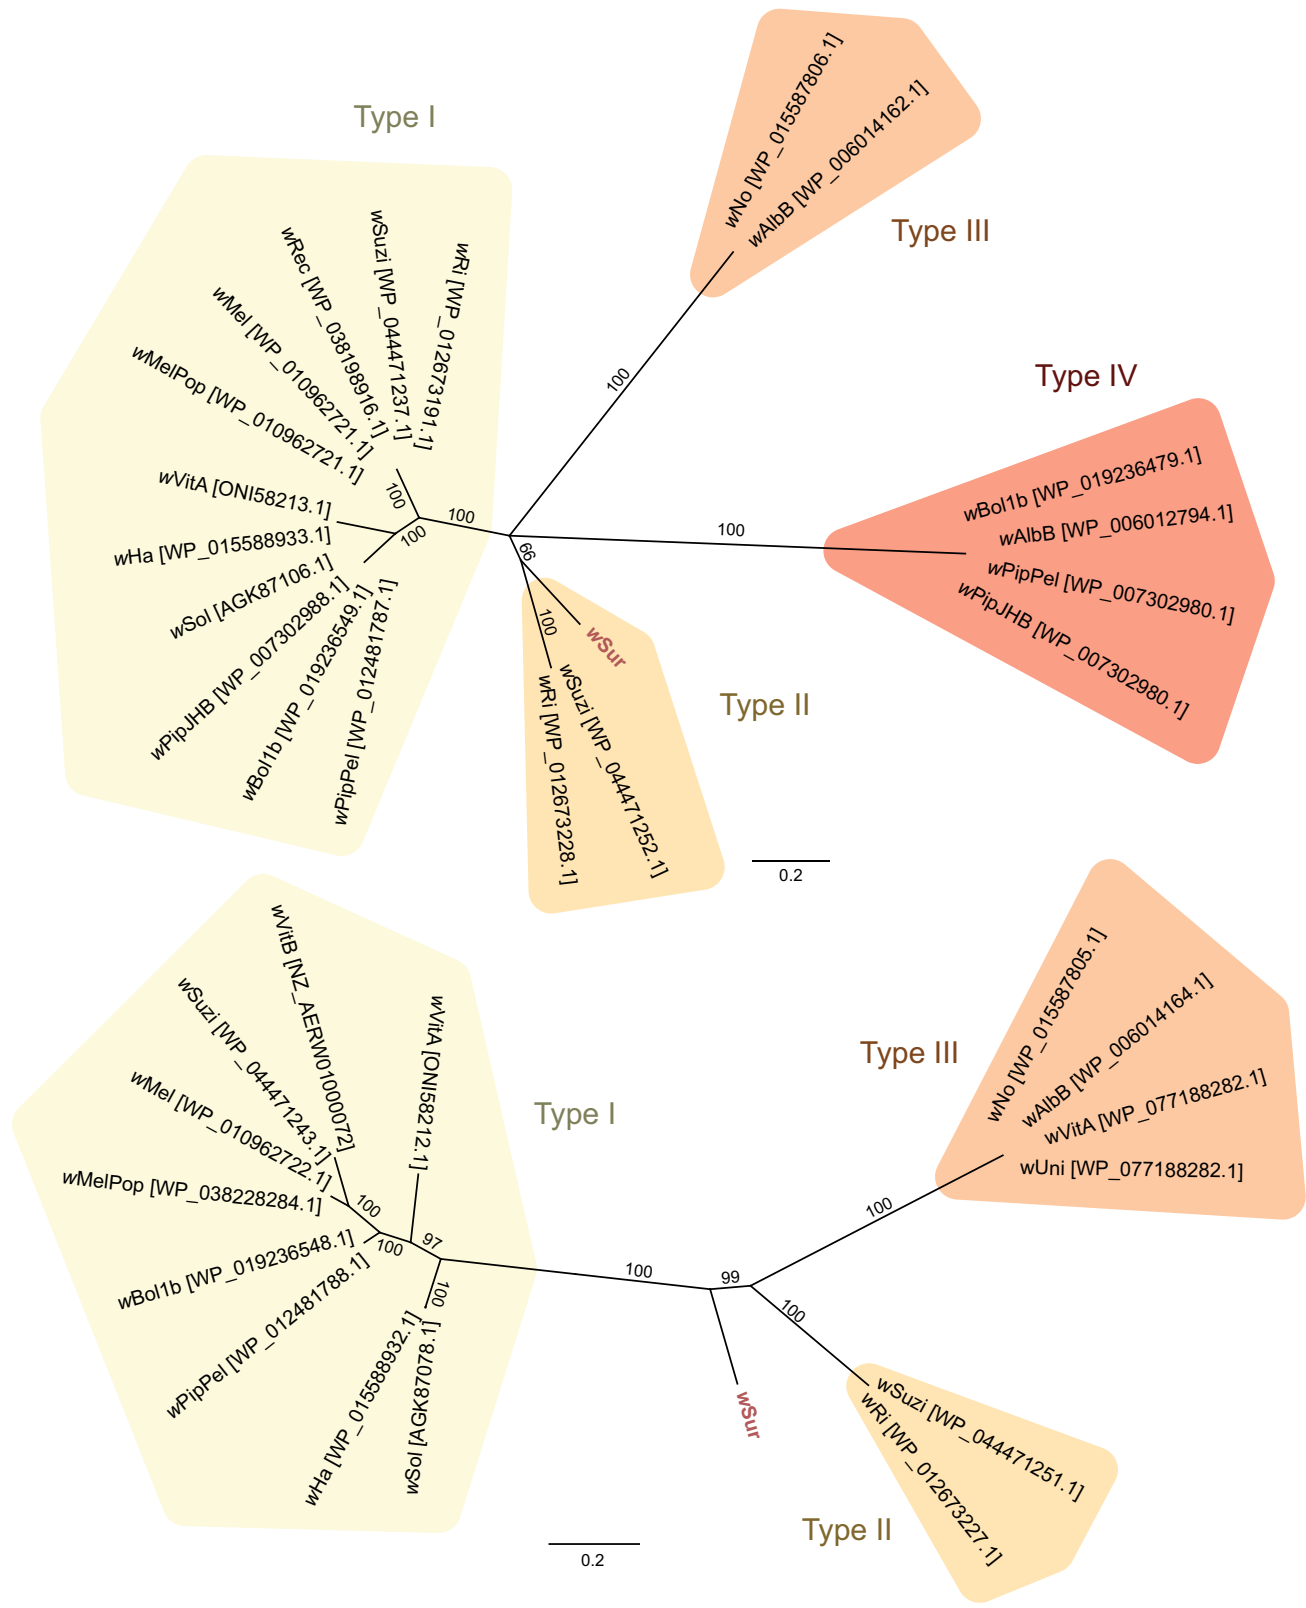 Type I
wRec [WP_038198916.1]
wSuzi [WP_044471237.1]
wRi [WP_012673191.1]
wMel [WP_010962721.1]
wMelPop [WP_010962721.1]
wVitA [ONI58213.1]
wHa [WP_015588933.1]
wSol [AGK87106.1]
wPipJHB [WP_007302988.1]
wBol1b [WP_019236549.1]
wPipPel [WP_012481787.1]
100
100
100
wNo [WP_015587806.1]
wAlbB [WP_006014162.1]
Type III
100
Type IV
wBol1b [WP_019236479.1]
wAlbB [WP_006012794.1]
wPipPel [WP_007302980.1]
wPipJHB [WP_007302980.1]
100
66
100
wSur
wSuzi [WP_044471252.1]
wRi [WP_012673228.1]
Type II
0.2
wVitB [NZ_AERW01000072]
wSuzi [WP_044471243.1]
wVitA [ONI58212.1]
wMel [WP_010962722.1]
wMelPop [WP_038228284.1]
wBol1b [WP_019236548.1]
wPipPel [WP_012481788.1]
wHa [WP_015588932.1]
wSol [AGK87078.1]
Type I
100
100
97
100
100
99
100
100
Type III
wNo [WP_015587805.1]
wAlbB [WP_006014164.1]
wVitA [WP_077188282.1]
wUni [WP_077188282.1]
wSur
wSuzi [WP_044471251.1]
wRi [WP_012673227.1]
Type II
0.2